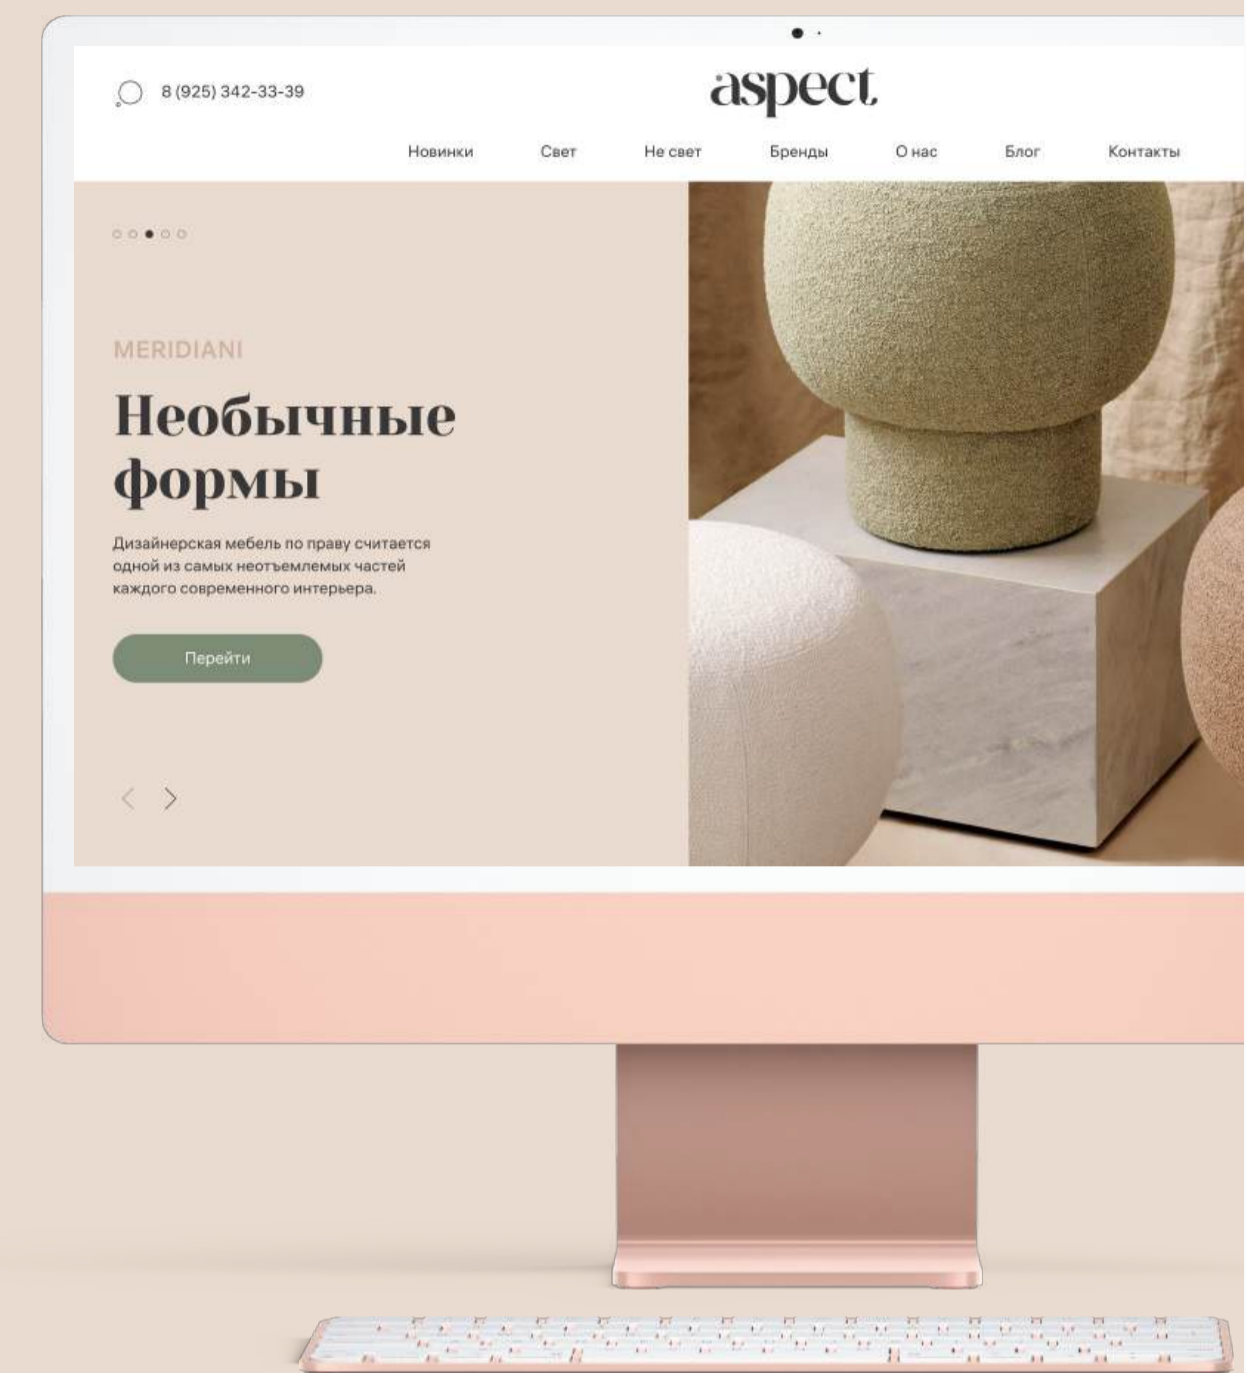 8 (925) 342-33-39
aspect
Новинки Свет Не свет Бренды О нас Блог Контакты
MERIDIANI
Необычные
формы
Дизайнерская мебель по праву считается
одной из самых неотъемлемых частей
каждого современного интерьера.
Перейти